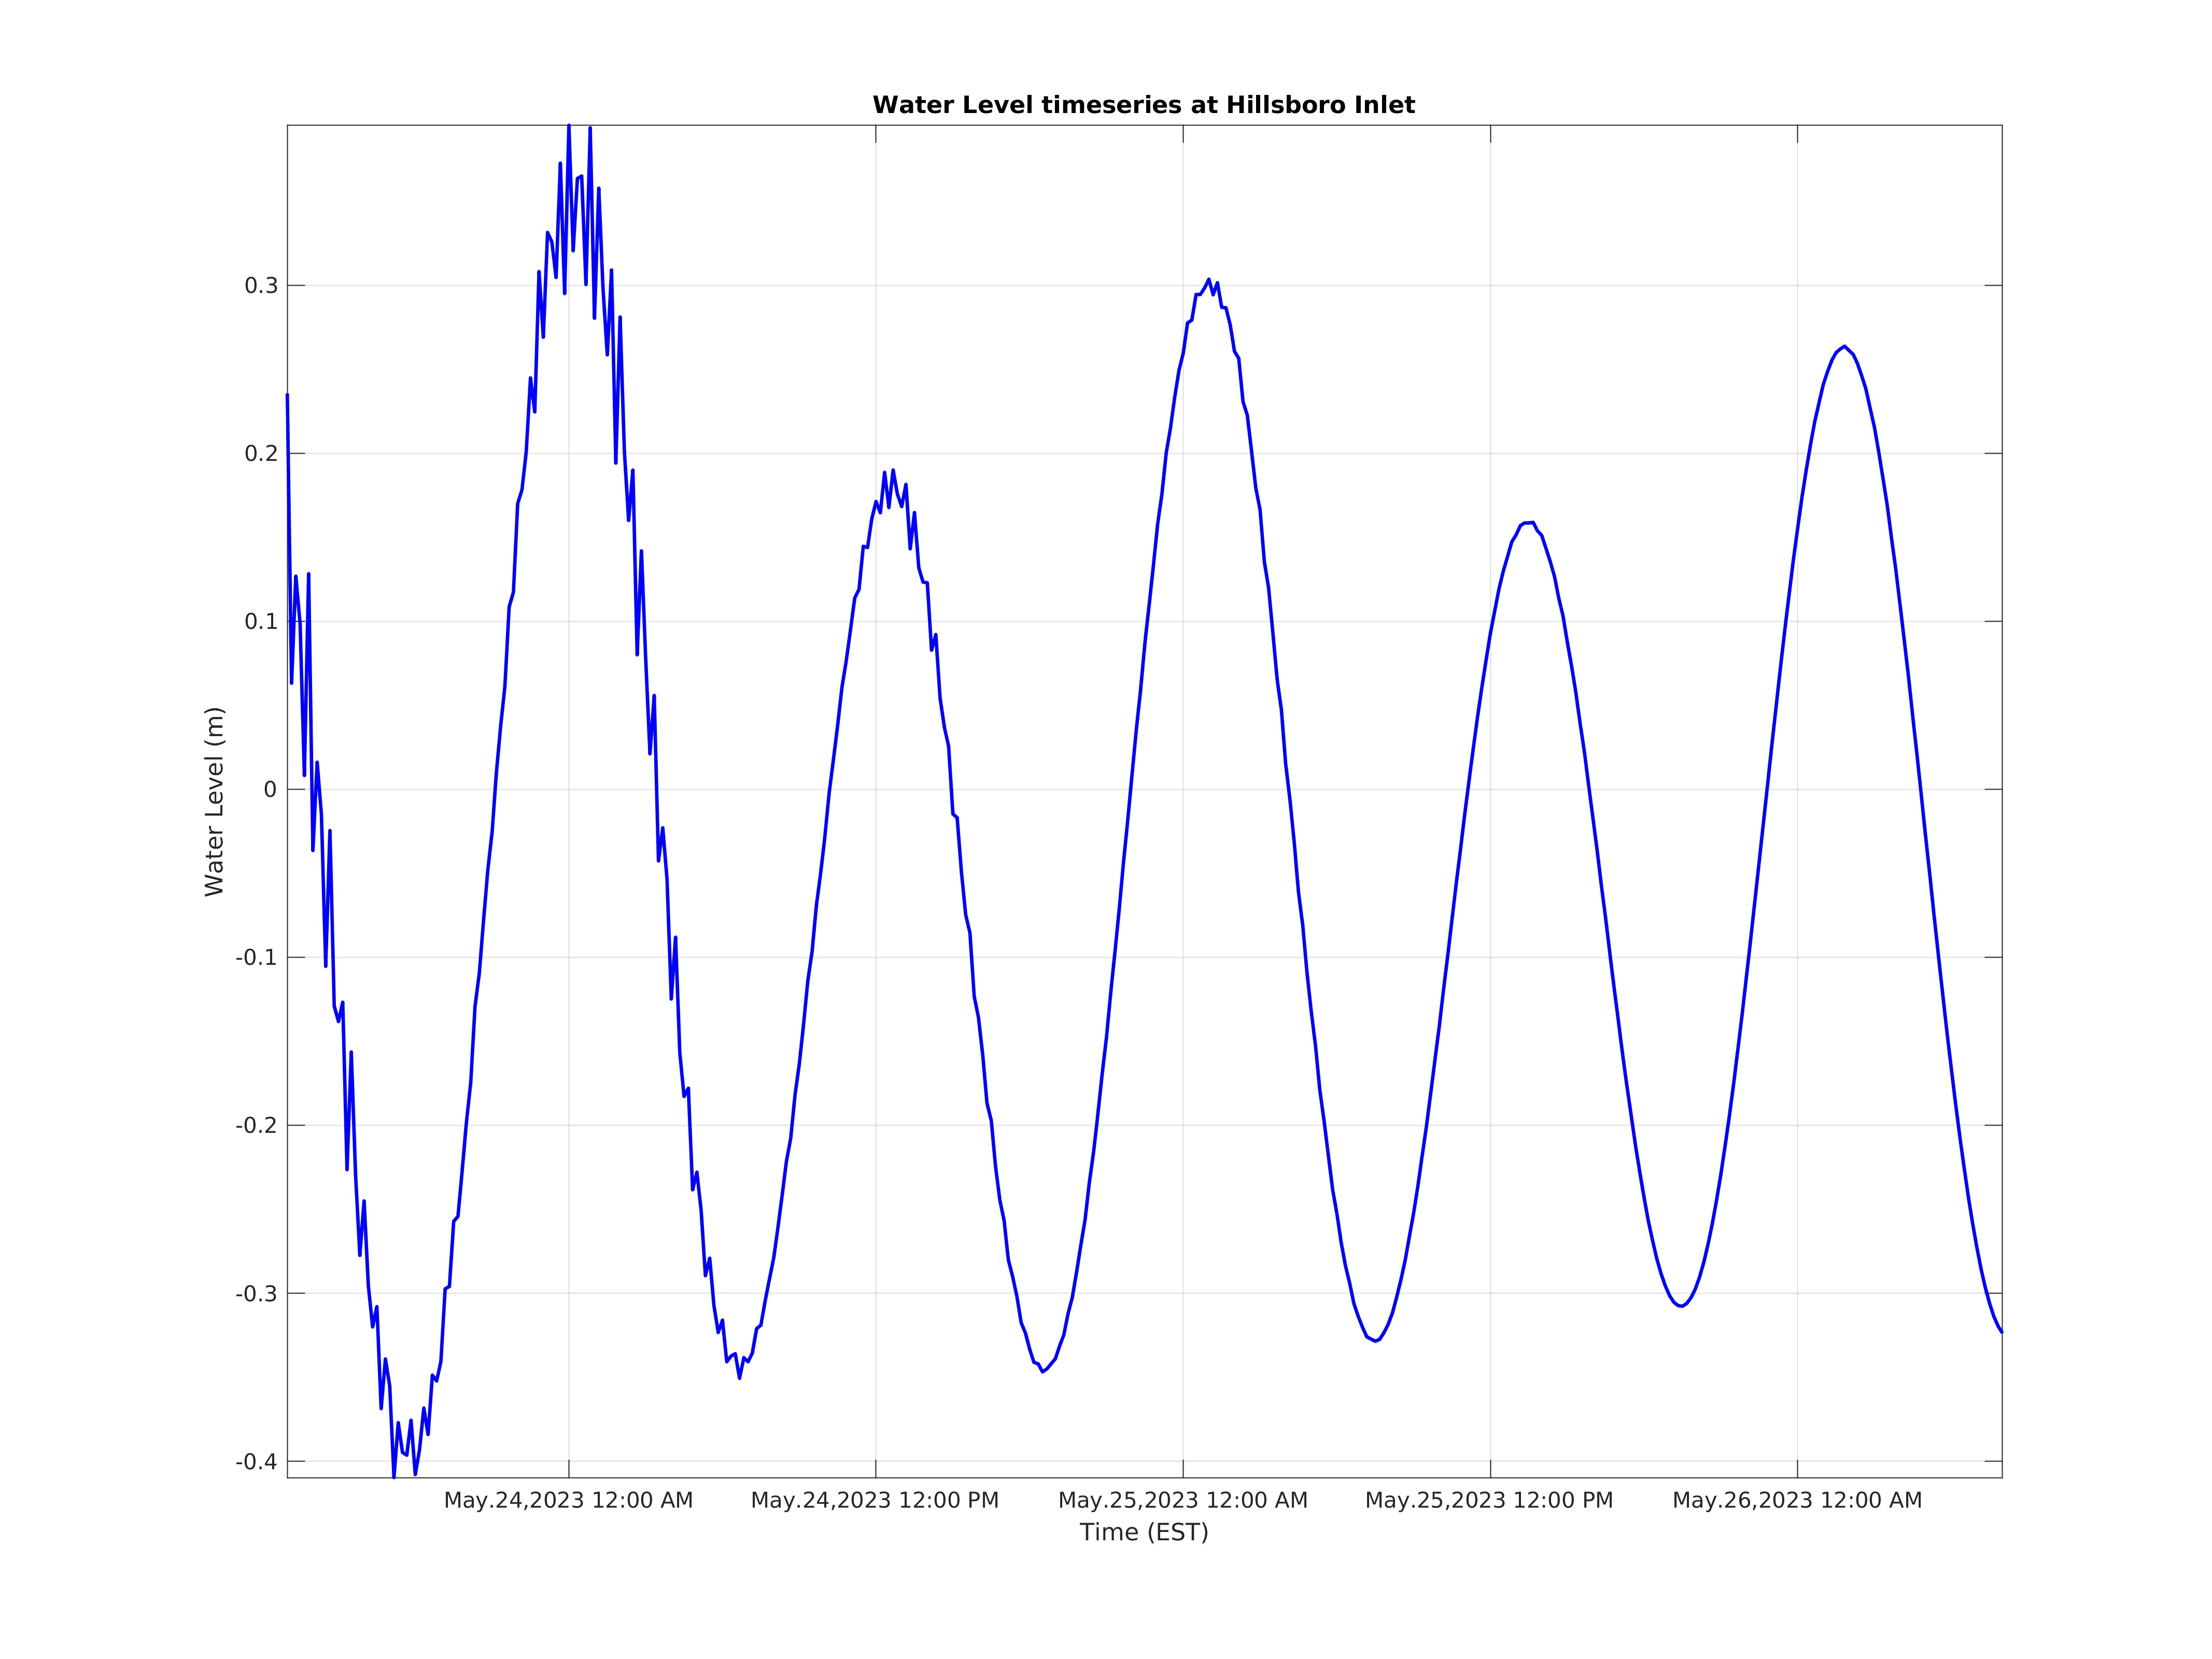 Water Level timeseries at Hillsboro Inlet
0.3
0.2
0.1
0
-0.1
-0.2
-0.3
-0.4
Water Level (m)
May.24,2023 12:00 AM
May.24,2023 12:00 PM
May.25,2023 12:00 AM
May.25,2023 12:00 PM
May.26,2023 12:00 AM
Time (EST)